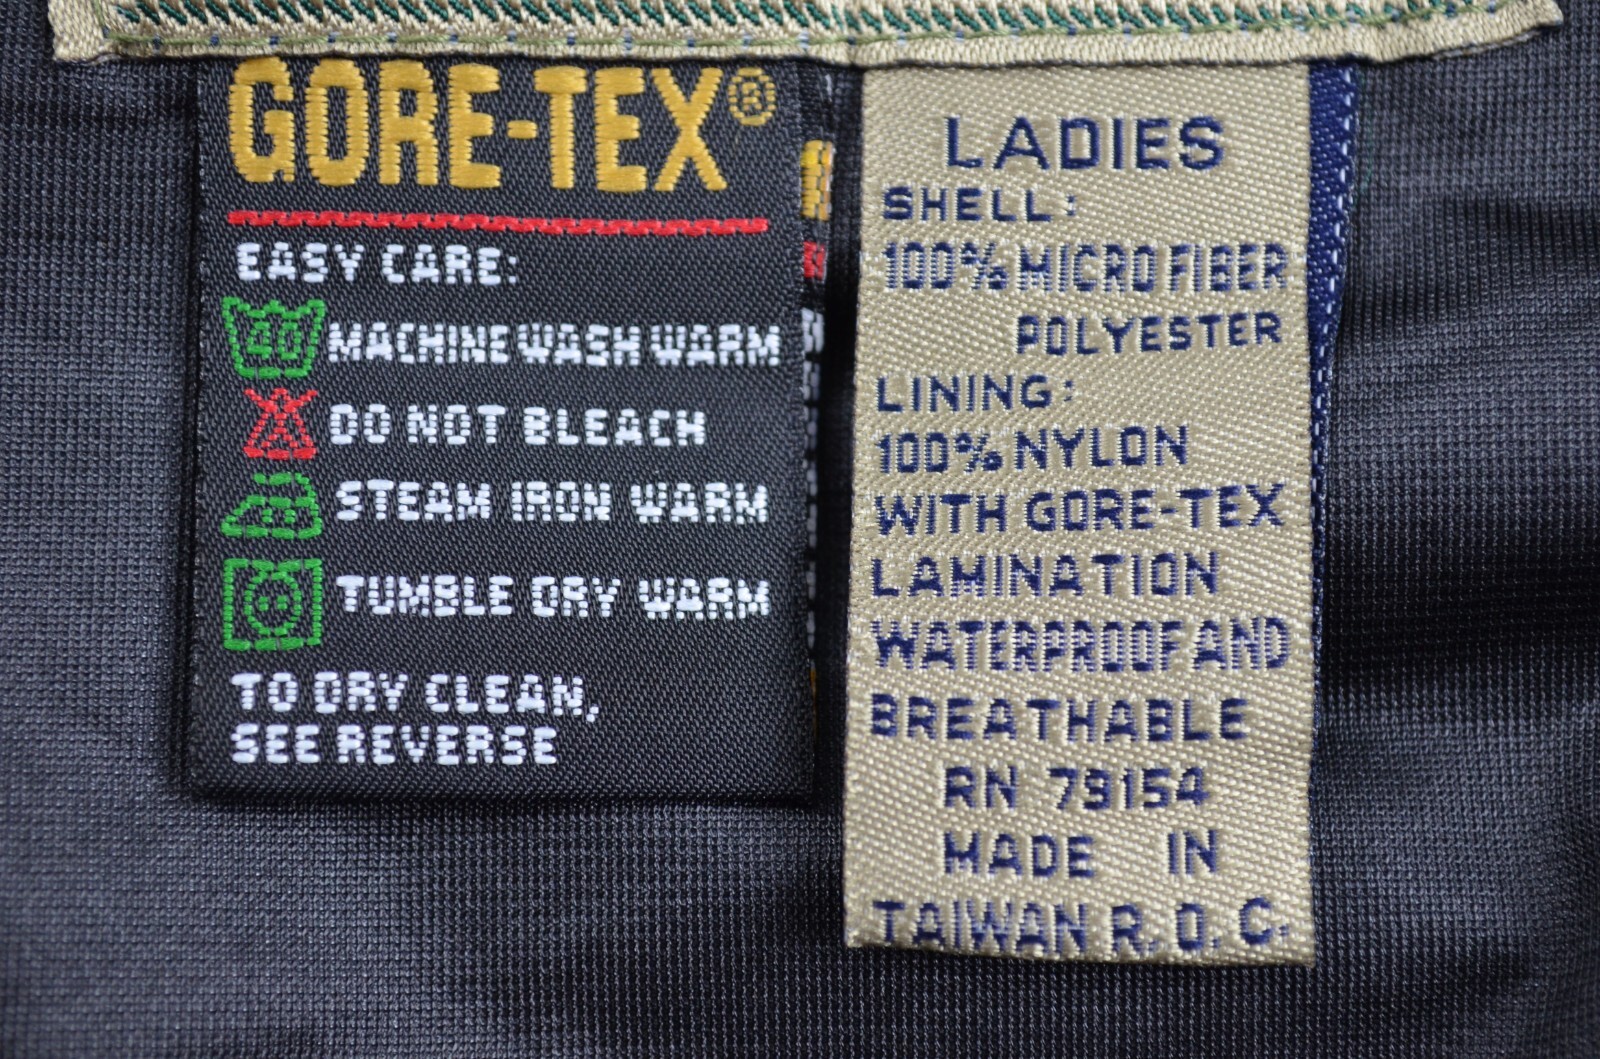 GORE-TEX®
EASY CARE:
40 MACHINE WASH WARM
DO NOT BLEACH
STEAM IRON WARM
TUMBLE DRY WARM
TO DRY CLEAN,
SEE REVERSE
LADIES
SHELL:
100% MICRO FIBER
POLYESTER
LINING:
100% NYLON
WITH GORE-TEX
LAMINATION
WATERPROOF AND
BREATHABLE
RN 79154
MADE IN
TAIWAN R.O.C.